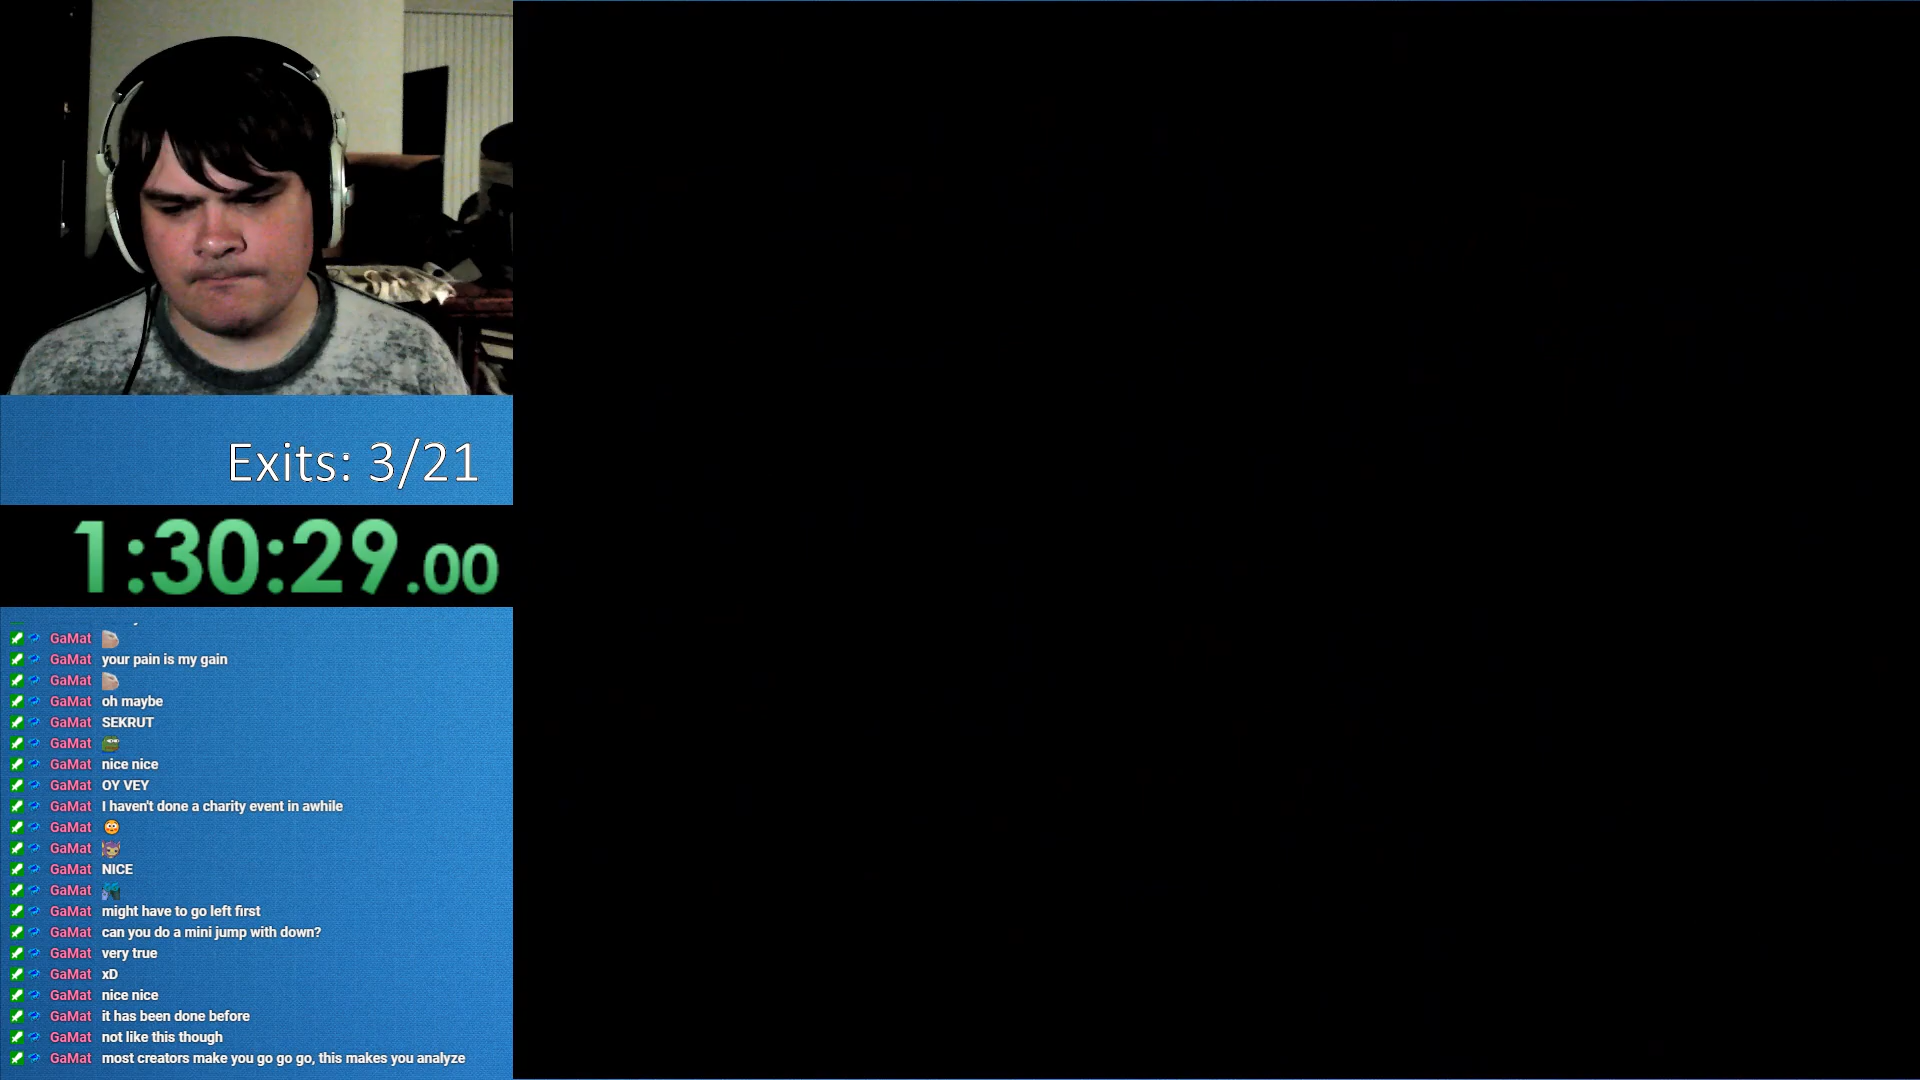 Exits: 3/21
1:30:29.00
GaMat
GaMat your pain is my gain
GaMat
GaMat oh maybe
GaMat SEKRUT
GaMat
GaMat nice nice
GaMat OY VEY
GaMat I haven't done a charity event in awhile
GaMat
GaMat
GaMat NICE
GaMat
GaMat might have to go left first
GaMat can you do a mini jump with down?
GaMat very true
GaMat xD
GaMat nice nice
GaMat it has been done before
GaMat not like this though
GaMat most creators make you go go go, this makes you analyze